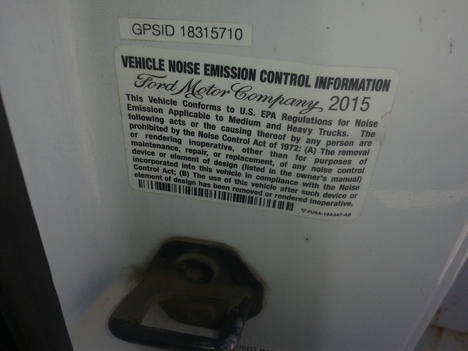 GPSID 18315710
VEHICLE NOISE EMISSION CONTROL INFORMATION
Ford Motor Company 2015
This Vehicle Conforms to U.S. EPA Regulations for Noise
Emission Applicable to Medium and Heavy Trucks. The
following acts or the causing thereof by any person are
prohibited by the Noise Control Act of 1972: (A) The removal
or rendering inoperative, other than for purposes of
maintenance, repair, or replacement, of any noise control
device or element of design (listed in the owner's manual)
incorporated into this vehicle in compliance with the Noise
Control Act; (B) The use of this vehicle after such device or
element of design has been removed or rendered inoperative.